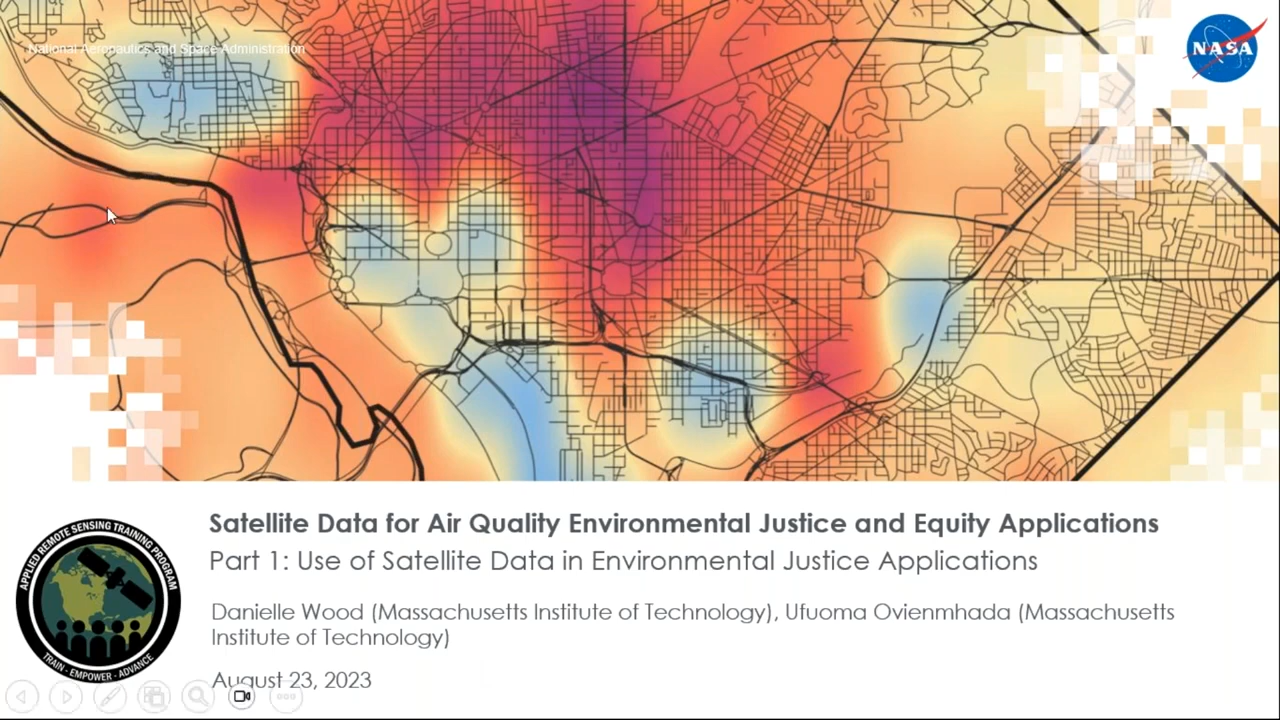 National Aeronautics and Space Administration
NASA
Satellite Data for Air Quality Environmental Justice and Equity Applications
Part 1: Use of Satellite Data in Environmental Justice Applications
APPLIED REMOTE SENSING TRAINING PROGRAM
TRAIN - EMPOWER - ADVANCE
Danielle Wood (Massachusetts Institute of Technology), Ufuoma Ovienmhada (Massachusetts
Institute of Technology)
August 23, 2023